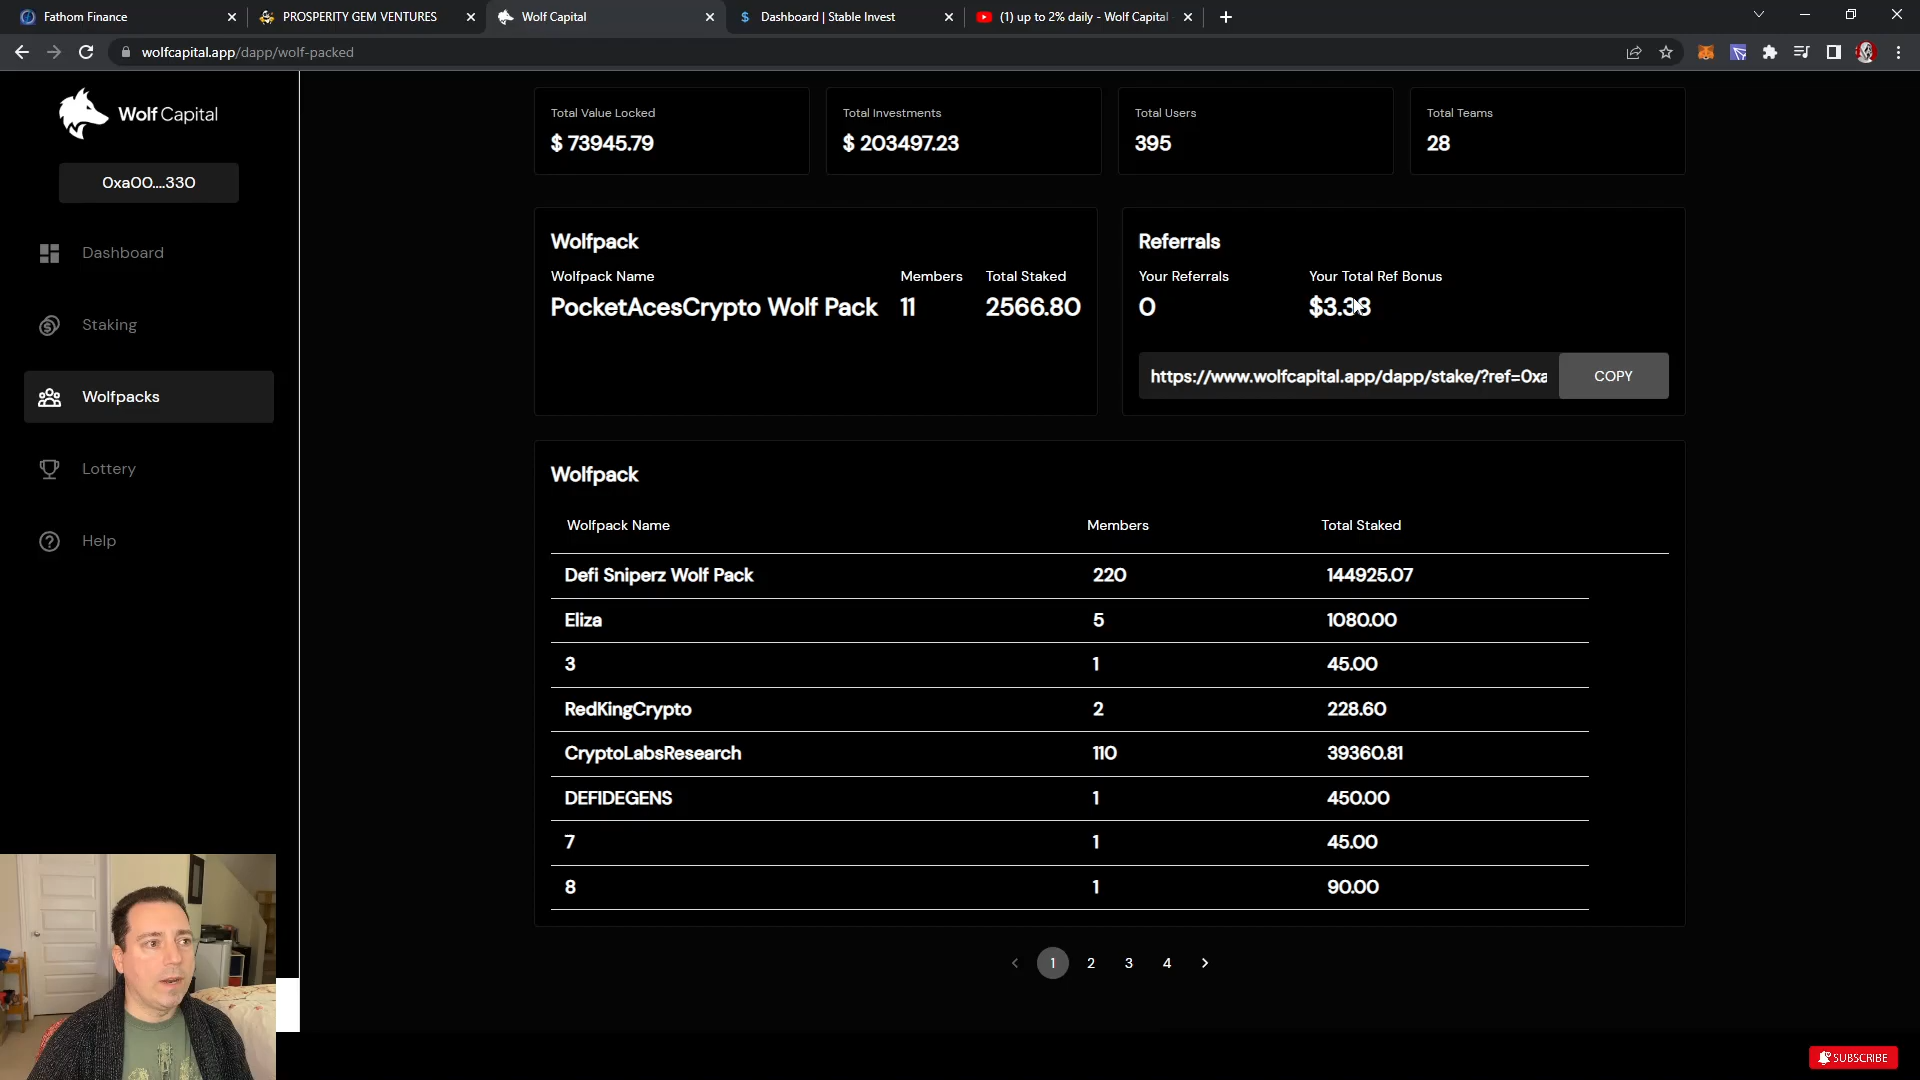 Fathom Finance
PROSPERITY GEM VENTURES
Wolf Capital
Dashboard | Stable Invest
(1) up to 2% daily - Wolf Capital
wolfcapital.app/dapp/wolf-packed
Wolf Capital
0xa00....330
Dashboard
Staking
Wolfpacks
Lottery
Help
Total Value Locked
$ 73945.79
Total Investments
$ 203497.23
Total Users
395
Total Teams
28
Wolfpack
Wolfpack Name Members Total Staked
PocketAcesCrypto Wolf Pack 11 2566.80
Referrals
Your Referrals Your Total Ref Bonus
0 $3.38
https://www.wolfcapital.app/dapp/stake/?ref=0xa
COPY
Wolfpack
Wolfpack Name Members Total Staked
Defi Sniperz Wolf Pack 220 144925.07
Eliza 5 1080.00
3 1 45.00
RedKingCrypto 2 228.60
CryptoLabsResearch 110 39360.81
DEFIDEGENS 1 450.00
7 1 45.00
8 1 90.00
1 2 3 4
SUBSCRIBE